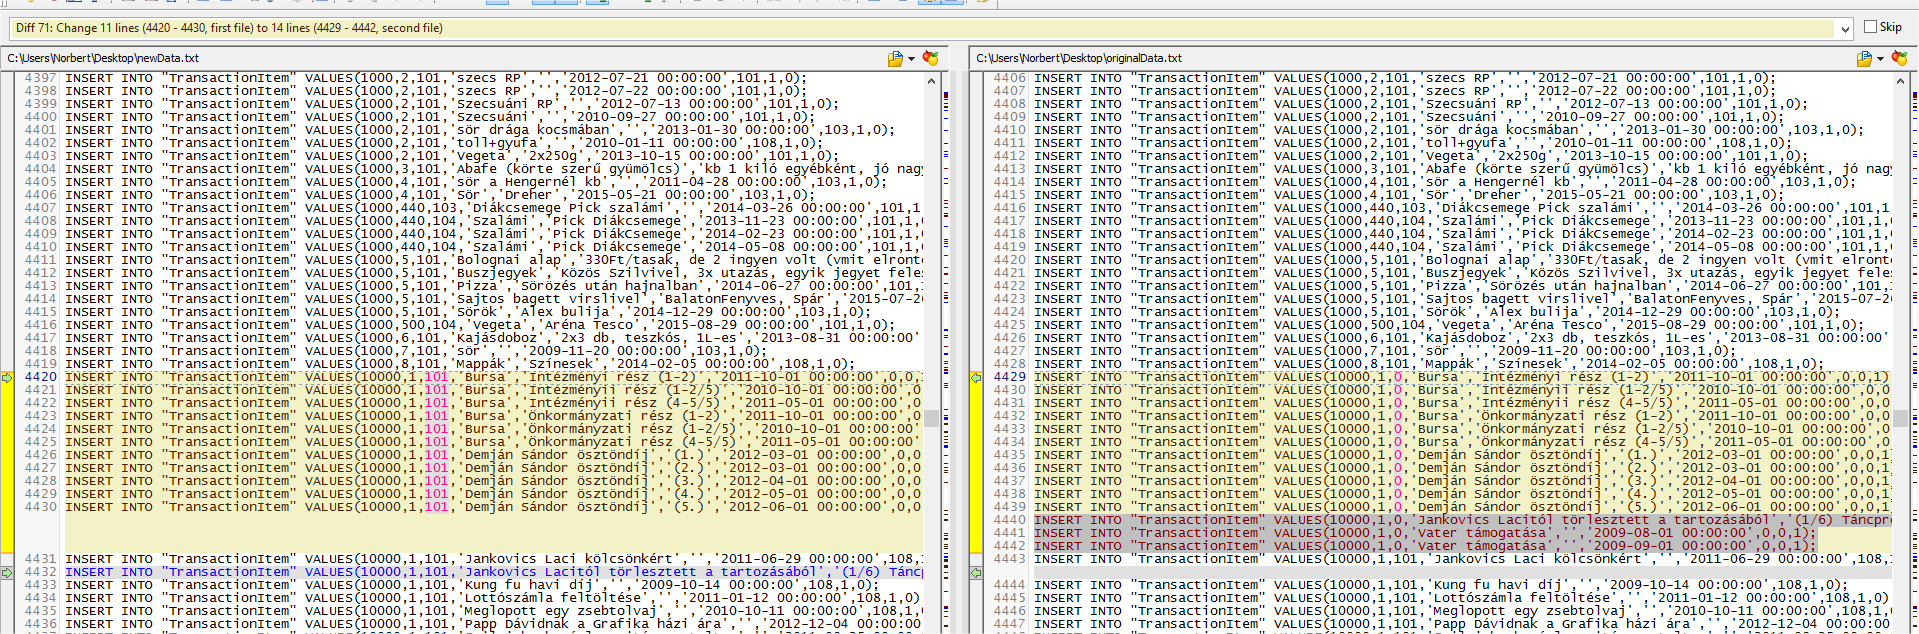 Diff 71: Change 11 lines (4420 - 4430, first file) to 14 lines (4429 - 4442, second file)
Skip
C:\Users\Norbert\Desktop\newData.txt
4397 INSERT INTO "TransactionItem" VALUES(1000,2,101,'szecs RP','','2012-07-21 00:00:00',101,1,0);
4398 INSERT INTO "TransactionItem" VALUES(1000,2,101,'szecs RP','','2012-07-22 00:00:00',101,1,0);
4399 INSERT INTO "TransactionItem" VALUES(1000,2,101,'Szecsuáni RP','','2012-07-13 00:00:00',101,1,0);
4400 INSERT INTO "TransactionItem" VALUES(1000,2,101,'Szecsuáni','','2010-09-27 00:00:00',101,1,0);
4401 INSERT INTO "TransactionItem" VALUES(1000,2,101,'sör drága kocsmában','','2013-01-30 00:00:00',103,1,0);
4402 INSERT INTO "TransactionItem" VALUES(1000,2,101,'toll+gyufa','','2010-01-11 00:00:00',108,1,0);
4403 INSERT INTO "TransactionItem" VALUES(1000,2,101,'Vegeta','2x250g','2013-10-15 00:00:00',101,1,0);
4404 INSERT INTO "TransactionItem" VALUES(1000,3,101,'Abafe (körte szerű gyümölcs)','kb 1 kiló egyébként, jó nag
4405 INSERT INTO "TransactionItem" VALUES(1000,4,101,'sör a Hengernél kb','','2011-04-28 00:00:00',103,1,0);
4406 INSERT INTO "TransactionItem" VALUES(1000,4,101,'Sör','Dreher','2015-05-21 00:00:00',103,1,0);
4407 INSERT INTO "TransactionItem" VALUES(1000,440,103,'Diákcsemege Pick szalámi','','2014-03-26 00:00:00',101,1
4408 INSERT INTO "TransactionItem" VALUES(1000,440,104,'Szalámi','Pick Diákcsemege','2013-11-23 00:00:00',101,1,0
4409 INSERT INTO "TransactionItem" VALUES(1000,440,104,'Szalámi','Pick Diákcsemege','2014-02-23 00:00:00',101,1,0
4410 INSERT INTO "TransactionItem" VALUES(1000,440,104,'Szalámi','Pick Diákcsemege','2014-05-08 00:00:00',101,1,0
4411 INSERT INTO "TransactionItem" VALUES(1000,5,101,'Bolognai alap','330Ft/tasak, de 2 ingyen volt (vmit elront
4412 INSERT INTO "TransactionItem" VALUES(1000,5,101,'Buszjegyek','Közös Szilvivel, 3x utazás, egyik jegyet feles
4413 INSERT INTO "TransactionItem" VALUES(1000,5,101,'Pizza','Sörözés után hajnalban','2014-06-27 00:00:00',101,1
4414 INSERT INTO "TransactionItem" VALUES(1000,5,101,'Sajtos bagett virslivel','BalatonFenyves, Spár','2015-07-26
4415 INSERT INTO "TransactionItem" VALUES(1000,5,101,'Sörök','Alex bulija','2014-12-29 00:00:00',103,1,0);
4416 INSERT INTO "TransactionItem" VALUES(1000,500,104,'Vegeta','Aréna Tesco','2015-08-29 00:00:00',101,1,0);
4417 INSERT INTO "TransactionItem" VALUES(1000,6,101,'Kajásdoboz','2x3 db, teszkós, 1L-es','2013-08-31 00:00:00'
4418 INSERT INTO "TransactionItem" VALUES(1000,7,101,'sör','','2009-11-20 00:00:00',103,1,0);
4419 INSERT INTO "TransactionItem" VALUES(1000,8,101,'Mappák','Színesek','2014-02-05 00:00:00',108,1,0);
4420 INSERT INTO "TransactionItem" VALUES(10000,1,101,'Bursa','Intézményi rész (1-2)','2011-10-01 00:00:00',0,0,
4421 INSERT INTO "TransactionItem" VALUES(10000,1,101,'Bursa','Intézményii rész (1-2/5)','2010-10-01 00:00:00',0
4422 INSERT INTO "TransactionItem" VALUES(10000,1,101,'Bursa','Intézményii rész (4-5/5)','2011-05-01 00:00:00',0
4423 INSERT INTO "TransactionItem" VALUES(10000,1,101,'Bursa','Önkormányzati rész (1-2)','2011-10-01 00:00:00',0
4424 INSERT INTO "TransactionItem" VALUES(10000,1,101,'Bursa','Önkormányzati rész (1-2/5)','2010-10-01 00:00:00'
4425 INSERT INTO "TransactionItem" VALUES(10000,1,101,'Bursa','Önkormányzati rész (4-5/5)','2011-05-01 00:00:00'
4426 INSERT INTO "TransactionItem" VALUES(10000,1,101,'Demján Sándor ösztöndíj','(1.)','2012-03-01 00:00:00',0,0
4427 INSERT INTO "TransactionItem" VALUES(10000,1,101,'Demján Sándor ösztöndíj','(2.)','2012-03-01 00:00:00',0,0
4428 INSERT INTO "TransactionItem" VALUES(10000,1,101,'Demján Sándor ösztöndíj','(3.)','2012-04-01 00:00:00',0,0
4429 INSERT INTO "TransactionItem" VALUES(10000,1,101,'Demján Sándor ösztöndíj','(4.)','2012-05-01 00:00:00',0,0
4430 INSERT INTO "TransactionItem" VALUES(10000,1,101,'Demján Sándor ösztöndíj','(5.)','2012-06-01 00:00:00',0,0
4431 INSERT INTO "TransactionItem" VALUES(10000,1,101,'Jankovics Laci kölcsönkért','','2011-06-29 00:00:00',108,1
4432 INSERT INTO "TransactionItem" VALUES(10000,1,101,'Jankovics Lacitól törlesztett a tartozásából','(1/6) Táncp
4433 INSERT INTO "TransactionItem" VALUES(10000,1,101,'Kung fu havi díj','','2009-10-14 00:00:00',108,1,0);
4434 INSERT INTO "TransactionItem" VALUES(10000,1,101,'Lottószámla feltöltése','','2011-01-12 00:00:00',108,1,0)
4435 INSERT INTO "TransactionItem" VALUES(10000,1,101,'Meglopott egy zsebtolvaj','','2010-10-11 00:00:00',108,1,
4436 INSERT INTO "TransactionItem" VALUES(10000,1,101,'Papp Dávidnak a Grafika házi ára','','2012-12-04 00:00:00
C:\Users\Norbert\Desktop\originalData.txt
4406 INSERT INTO "TransactionItem" VALUES(1000,2,101,'szecs RP','','2012-07-21 00:00:00',101,1,0);
4407 INSERT INTO "TransactionItem" VALUES(1000,2,101,'szecs RP','','2012-07-22 00:00:00',101,1,0);
4408 INSERT INTO "TransactionItem" VALUES(1000,2,101,'Szecsuáni RP','','2012-07-13 00:00:00',101,1,0);
4409 INSERT INTO "TransactionItem" VALUES(1000,2,101,'Szecsuáni','','2010-09-27 00:00:00',101,1,0);
4410 INSERT INTO "TransactionItem" VALUES(1000,2,101,'sör drága kocsmában','','2013-01-30 00:00:00',103,1,0);
4411 INSERT INTO "TransactionItem" VALUES(1000,2,101,'toll+gyufa','','2010-01-11 00:00:00',108,1,0);
4412 INSERT INTO "TransactionItem" VALUES(1000,2,101,'Vegeta','2x250g','2013-10-15 00:00:00',101,1,0);
4413 INSERT INTO "TransactionItem" VALUES(1000,3,101,'Abafe (körte szerű gyümölcs)','kb 1 kiló egyébként, jó nagy
4414 INSERT INTO "TransactionItem" VALUES(1000,4,101,'sör a Hengernél kb','','2011-04-28 00:00:00',103,1,0);
4415 INSERT INTO "TransactionItem" VALUES(1000,4,101,'Sör','Dreher','2015-05-21 00:00:00',103,1,0);
4416 INSERT INTO "TransactionItem" VALUES(1000,440,103,'Diákcsemege Pick szalámi','','2014-03-26 00:00:00',101,1
4417 INSERT INTO "TransactionItem" VALUES(1000,440,104,'Szalámi','Pick Diákcsemege','2013-11-23 00:00:00',101,1,
4418 INSERT INTO "TransactionItem" VALUES(1000,440,104,'Szalámi','Pick Diákcsemege','2014-02-23 00:00:00',101,1,
4419 INSERT INTO "TransactionItem" VALUES(1000,440,104,'Szalámi','Pick Diákcsemege','2014-05-08 00:00:00',101,1,
4420 INSERT INTO "TransactionItem" VALUES(1000,5,101,'Bolognai alap','330Ft/tasak, de 2 ingyen volt (vmit elront
4421 INSERT INTO "TransactionItem" VALUES(1000,5,101,'Buszjegyek','Közös Szilvivel, 3x utazás, egyik jegyet fele
4422 INSERT INTO "TransactionItem" VALUES(1000,5,101,'Pizza','Sörözés után hajnalban','2014-06-27 00:00:00',101,
4423 INSERT INTO "TransactionItem" VALUES(1000,5,101,'Sajtos bagett virslivel','BalatonFenyves, Spár','2015-07-2
4424 INSERT INTO "TransactionItem" VALUES(1000,5,101,'Sörök','Alex bulija','2014-12-29 00:00:00',103,1,0);
4425 INSERT INTO "TransactionItem" VALUES(1000,500,104,'Vegeta','Aréna Tesco','2015-08-29 00:00:00',101,1,0);
4426 INSERT INTO "TransactionItem" VALUES(1000,6,101,'Kajásdoboz','2x3 db, teszkós, 1L-es','2013-08-31 00:00:00'
4427 INSERT INTO "TransactionItem" VALUES(1000,7,101,'sör','','2009-11-20 00:00:00',103,1,0);
4428 INSERT INTO "TransactionItem" VALUES(1000,8,101,'Mappák','Színesek','2014-02-05 00:00:00',108,1,0);
4429 INSERT INTO "TransactionItem" VALUES(10000,1,0,'Bursa','Intézményi rész (1-2)','2011-10-01 00:00:00',0,0,1)
4430 INSERT INTO "TransactionItem" VALUES(10000,1,0,'Bursa','Intézményii rész (1-2/5)','2010-10-01 00:00:00',0,0
4431 INSERT INTO "TransactionItem" VALUES(10000,1,0,'Bursa','Intézményii rész (4-5/5)','2011-05-01 00:00:00',0,0
4432 INSERT INTO "TransactionItem" VALUES(10000,1,0,'Bursa','Önkormányzati rész (1-2)','2011-10-01 00:00:00',0,0
4433 INSERT INTO "TransactionItem" VALUES(10000,1,0,'Bursa','Önkormányzati rész (1-2/5)','2010-10-01 00:00:00',0
4434 INSERT INTO "TransactionItem" VALUES(10000,1,0,'Bursa','Önkormányzati rész (4-5/5)','2011-05-01 00:00:00',0
4435 INSERT INTO "TransactionItem" VALUES(10000,1,0,'Demján Sándor ösztöndíj','(1.)','2012-03-01 00:00:00',0,0,1
4436 INSERT INTO "TransactionItem" VALUES(10000,1,0,'Demján Sándor ösztöndíj','(2.)','2012-03-01 00:00:00',0,0,1
4437 INSERT INTO "TransactionItem" VALUES(10000,1,0,'Demján Sándor ösztöndíj','(3.)','2012-04-01 00:00:00',0,0,1
4438 INSERT INTO "TransactionItem" VALUES(10000,1,0,'Demján Sándor ösztöndíj','(4.)','2012-05-01 00:00:00',0,0,1
4439 INSERT INTO "TransactionItem" VALUES(10000,1,0,'Demján Sándor ösztöndíj','(5.)','2012-06-01 00:00:00',0,0,1
4440 INSERT INTO "TransactionItem" VALUES(10000,1,0,'Jankovics Lacitól törlesztett a tartozásából','(1/6) Táncpr
4441 INSERT INTO "TransactionItem" VALUES(10000,1,0,'Vater támogatása','','2009-08-01 00:00:00',0,0,1);
4442 INSERT INTO "TransactionItem" VALUES(10000,1,0,'Vater támogatása','','2009-09-01 00:00:00',0,0,1);
4443 INSERT INTO "TransactionItem" VALUES(10000,1,101,'Jankovics Laci kölcsönkért','','2011-06-29 00:00:00',108,
4444 INSERT INTO "TransactionItem" VALUES(10000,1,101,'Kung fu havi díj','','2009-10-14 00:00:00',108,1,0);
4445 INSERT INTO "TransactionItem" VALUES(10000,1,101,'Lottószámla feltöltése','','2011-01-12 00:00:00',108,1,0)
4446 INSERT INTO "TransactionItem" VALUES(10000,1,101,'Meglopott egy zsebtolvaj','','2010-10-11 00:00:00',108,1,
4447 INSERT INTO "TransactionItem" VALUES(10000,1,101,'Papp Dávidnak a Grafika házi ára','','2012-12-04 00:00:00